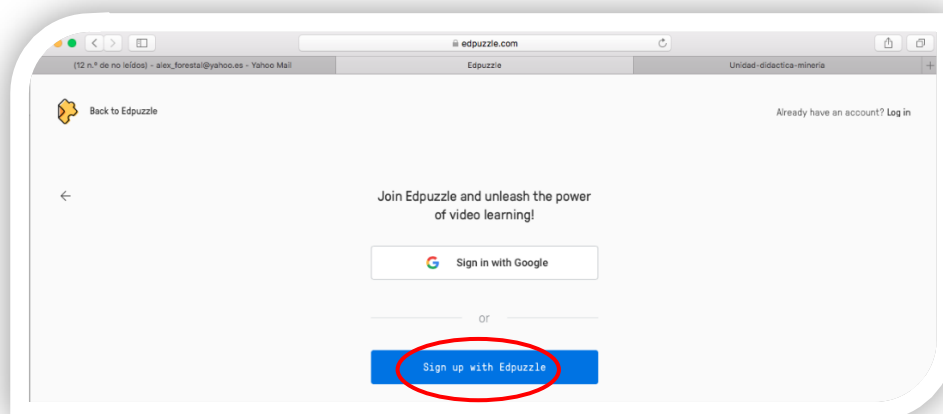 edpuzzle.com
(12 n.º de no leídos) - alex_forestal@yahoo.es - Yahoo Mail
Edpuzzle
Unidad-didactica-mineria
Back to Edpuzzle
Already have an account? Log in
Join Edpuzzle and unleash the power
of video learning!
Sign in with Google
or
Sign up with Edpuzzle